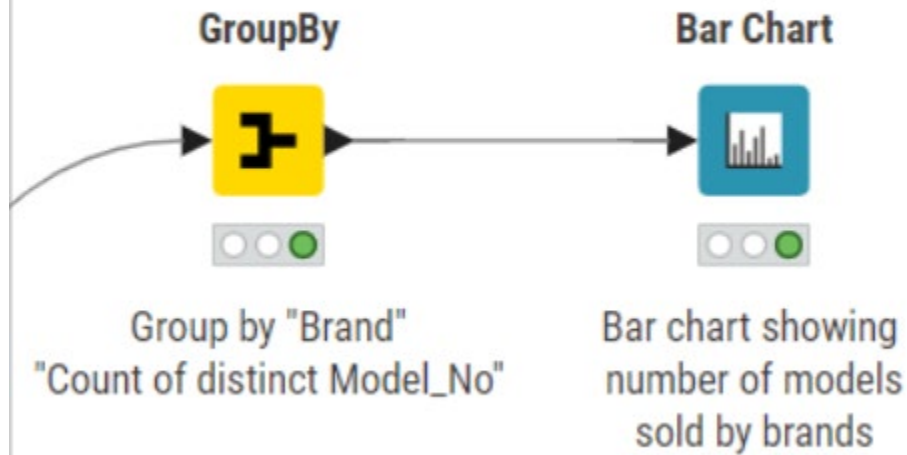 GroupBy
Bar Chart
Group by "Brand"
"Count of distinct Model_No"
Bar chart showing
number of models
sold by brands